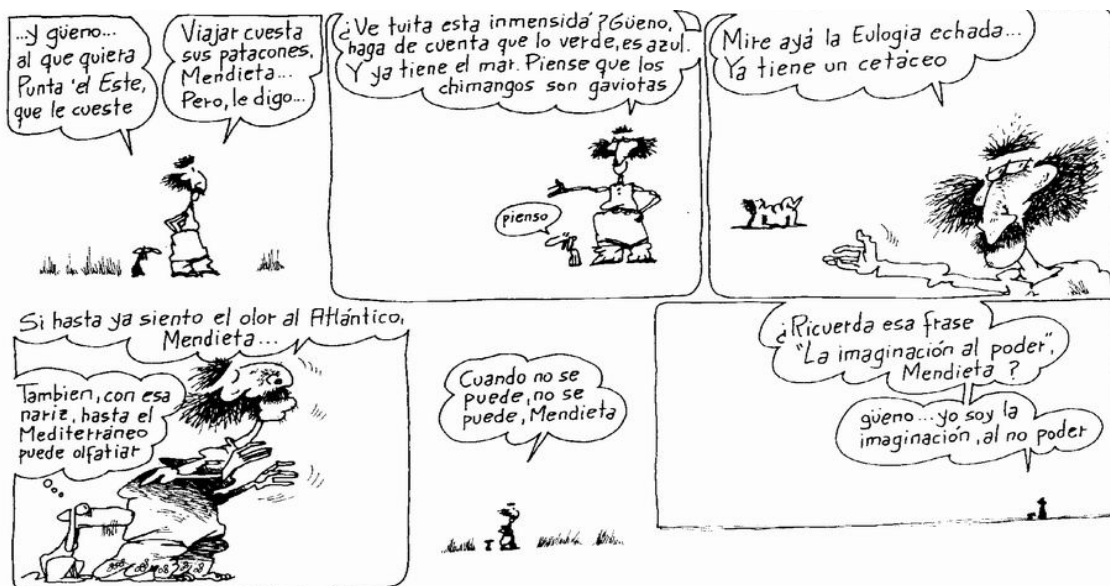 ...y güeno...
al que quiera
Punta 'el Este,
que le cueste
Viajar cuesta
sus patacones,
Mendieta...
Pero, le digo...
¿Ve tuita esta inmensidá? Güeno,
haga de cuenta que lo verde, es azul.
Y ya tiene el mar. Piense que los
chimangos son gaviotas
pienso
Mire ayá la Eulogia echada...
Ya tiene un cetáceo
Si hasta ya siento el olor al Atlántico,
Mendieta...
Tambien, con esa
nariz, hasta el
Mediterráneo
puede olfatiar
Cuando no se
puede, no se
puede, Mendieta
¿Ricuerda esa frase
"La imaginación al poder",
Mendieta?
güeno... yo soy la
imaginación, al no poder